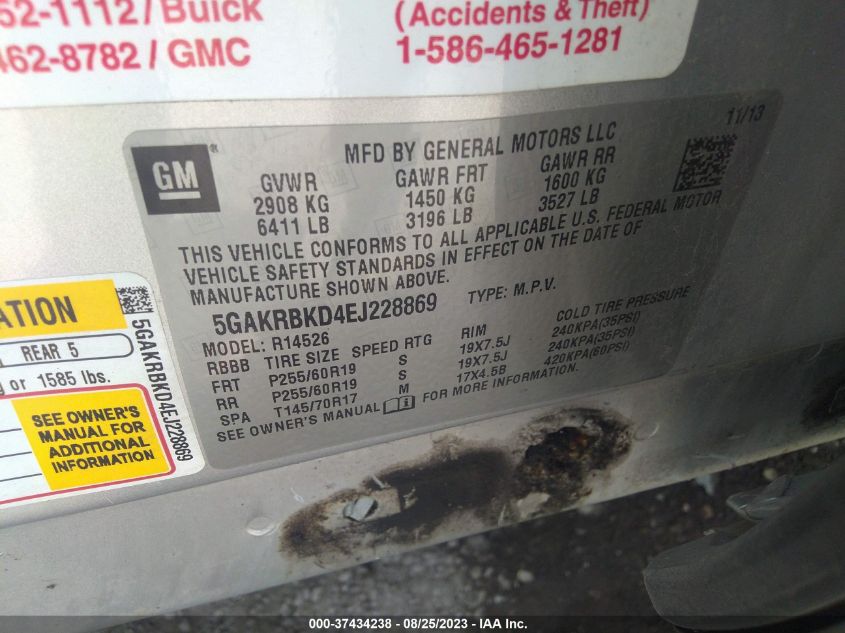 52-1112 / Buick
462-8782 / GMC
(Accidents & Theft)
1-586-465-1281
11/13
GM
MFD BY GENERAL MOTORS LLC
GVWR GAWR FRT GAWR RR
2908 KG 1450 KG 1600 KG
6411 LB 3196 LB 3527 LB
THIS VEHICLE CONFORMS TO ALL APPLICABLE U.S. FEDERAL MOTOR
VEHICLE SAFETY STANDARDS IN EFFECT ON THE DATE OF
MANUFACTURE SHOWN ABOVE.
5GAKRBKD4EJ228869 TYPE: M.P.V.
MODEL: R14526
RBBB TIRE SIZE SPEED RTG RIM COLD TIRE PRESSURE
FRT P255/60R19 S 19X7.5J 240KPA(35PSI)
RR P255/60R19 S 19X7.5J 240KPA(35PSI)
SPA T145/70R17 M 17X4.5B 420KPA(60PSI)
SEE OWNER'S MANUAL FOR MORE INFORMATION.
ATION
REAR 5
or 1585 lbs.
5GAKRBKD4EJ228869
SEE OWNER'S
MANUAL FOR
ADDITIONAL
INFORMATION
000-37434238 - 08/25/2023 - IAA Inc.